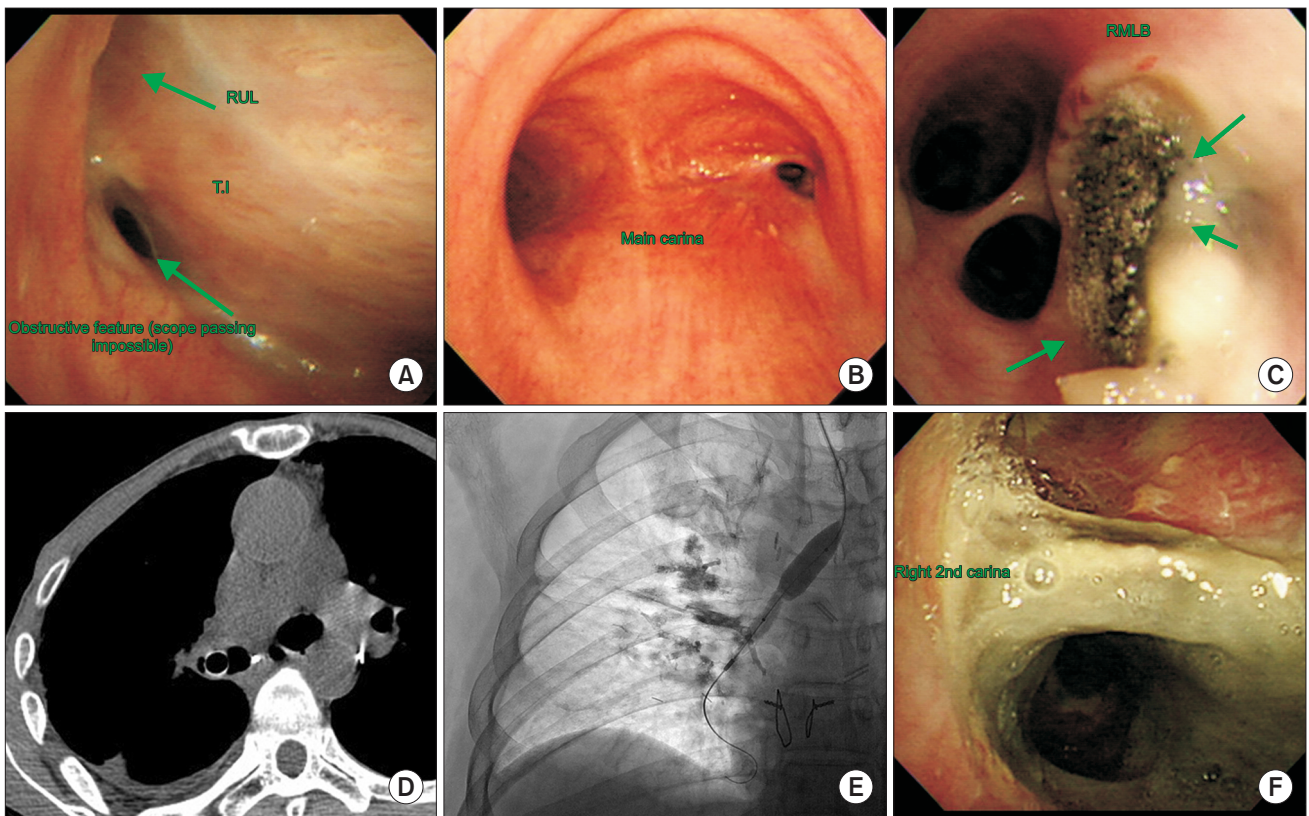 RUL
T.I
Obstructive feature (scope passing
impossible)
A
Main carina
B
RMLB
C
D
E
Right 2nd carina
F